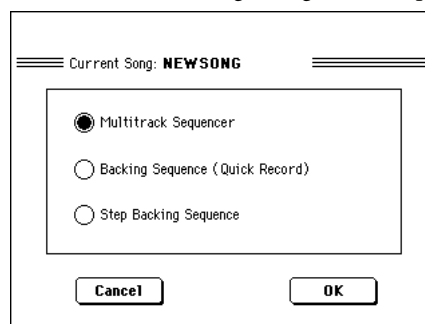 Current Song: NEWSONG
Multitrack Sequencer
Backing Sequence (Quick Record)
Step Backing Sequence
Cancel OK